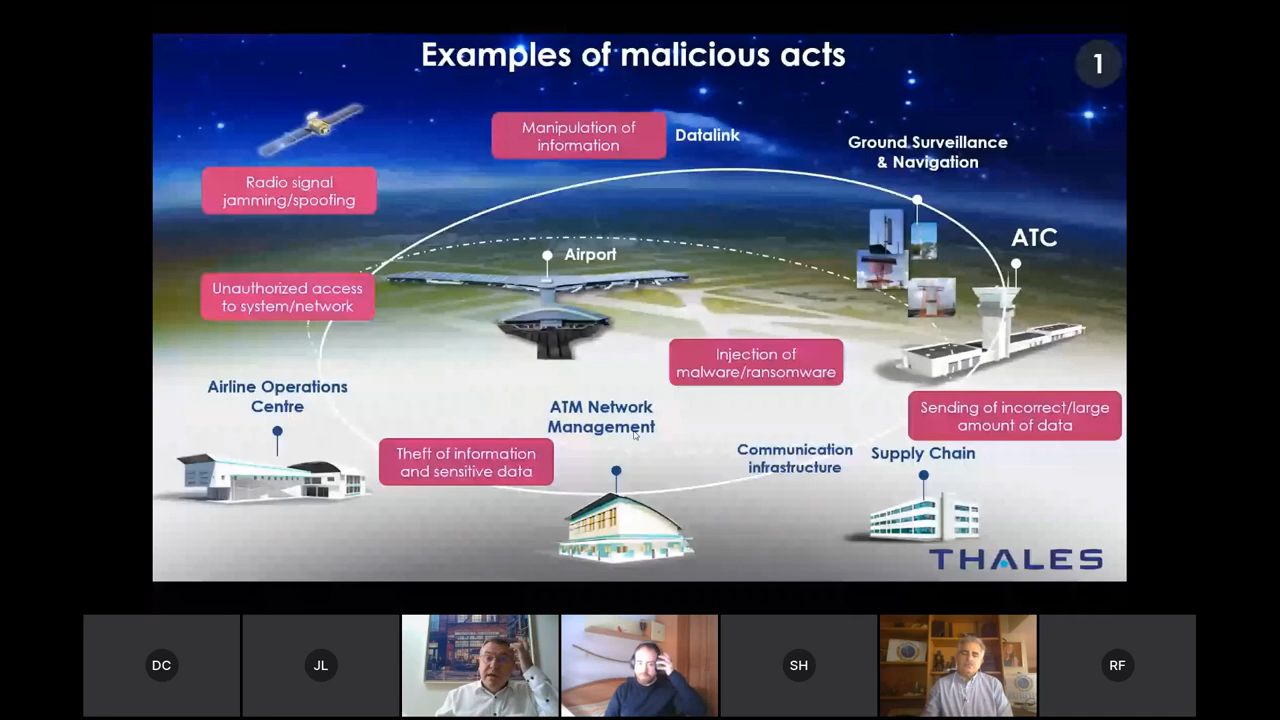 Examples of malicious acts
1
Manipulation of
information
Datalink
Ground Surveillance
& Navigation
Radio signal
jamming/spoofing
ATC
Airport
Unauthorized access
to system/network
Injection of
malware/ransomware
Airline Operations
Centre
ATM Network
Management
Sending of incorrect/large
amount of data
Theft of information
and sensitive data
Communication
infrastructure
Supply Chain
THALES
DC
JL
SH
RF